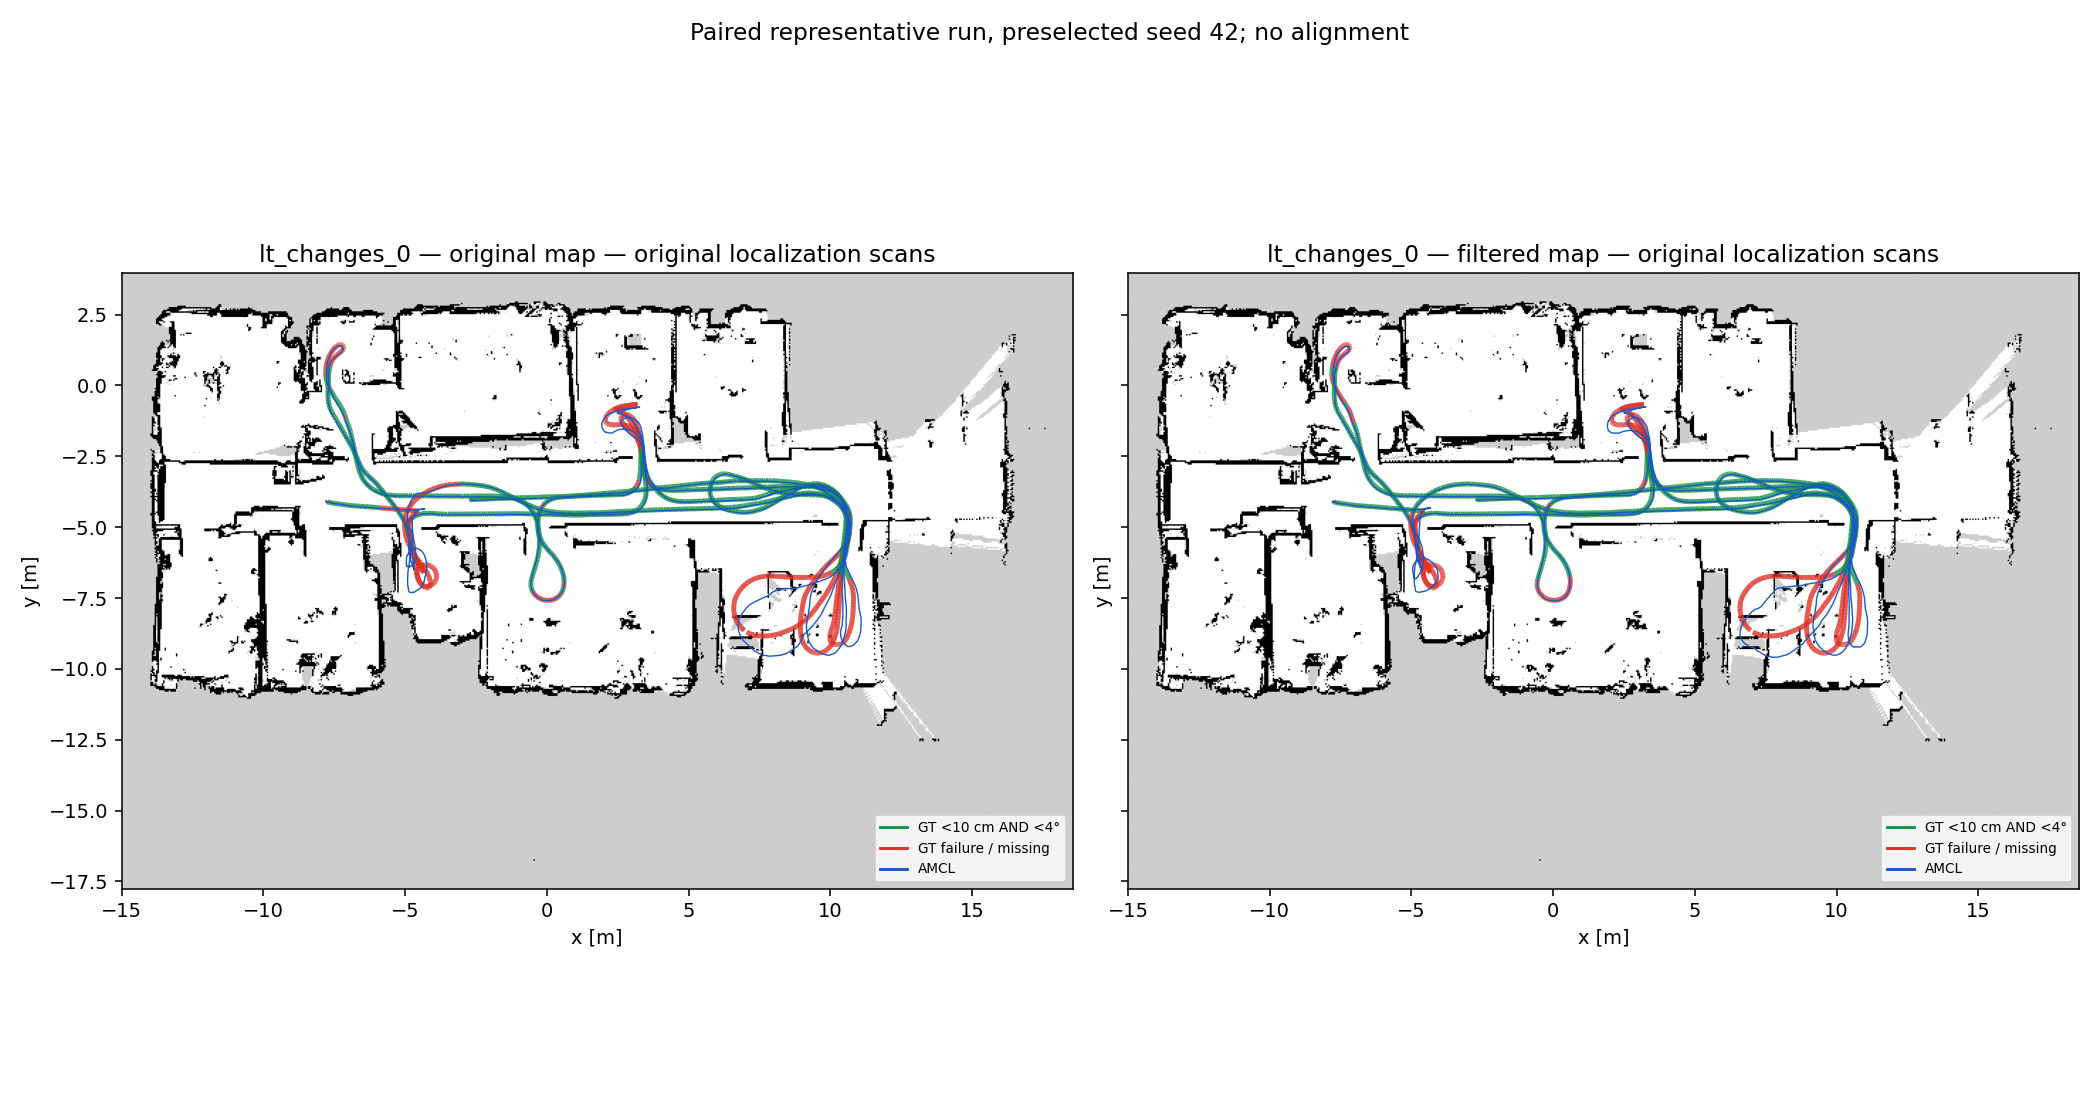 Paired representative run, preselected seed 42; no alignment
lt_changes_0 — original map — original localization scans
2.5
0.0
−2.5
−5.0
−7.5
−10.0
−12.5
−15.0
−17.5
y [m]
−15
−10
−5
0
5
10
15
x [m]
GT <10 cm AND <4°
GT failure / missing
AMCL
lt_changes_0 — filtered map — original localization scans
y [m]
−15
−10
−5
0
5
10
15
x [m]
GT <10 cm AND <4°
GT failure / missing
AMCL